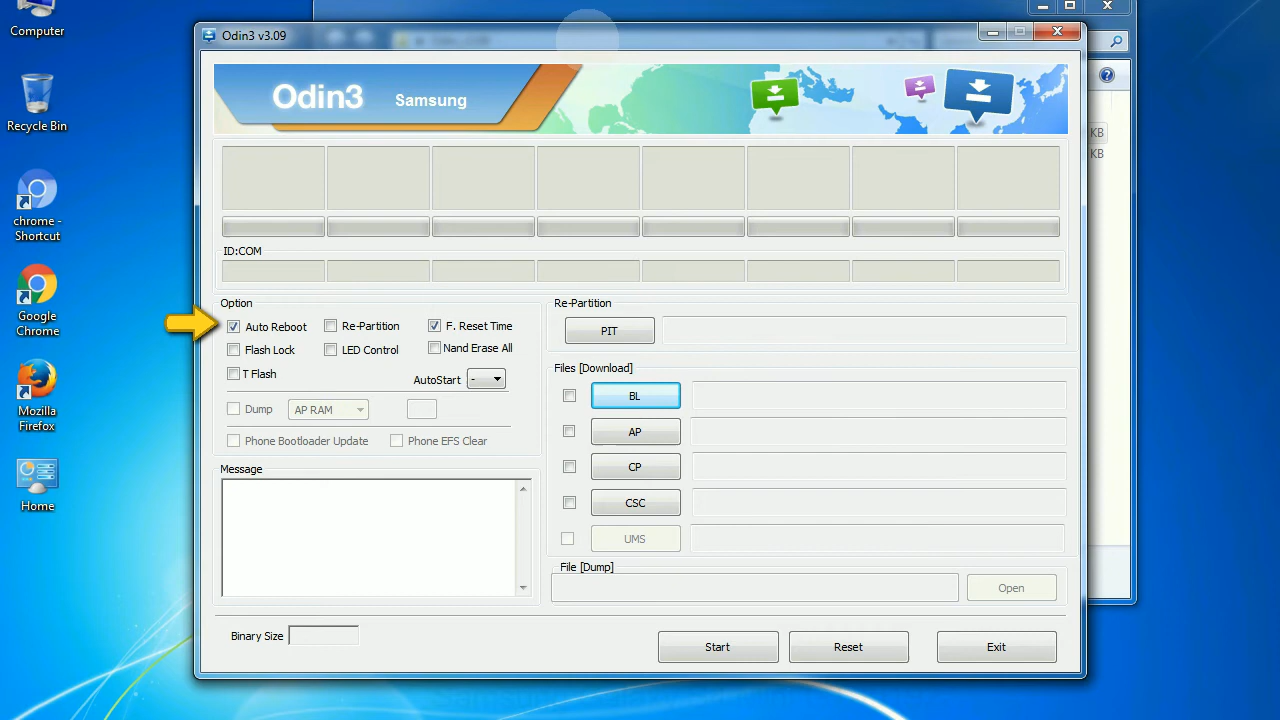 Computer
Recycle Bin
chrome - Shortcut
Google Chrome
Mozilla Firefox
Home
Odin3 v3.09
Odin3 Samsung
KB
KB
ID:COM
Option
Auto Reboot
Re-Partition
F. Reset Time
Flash Lock
LED Control
Nand Erase All
T Flash
AutoStart -
Dump
AP RAM
Phone Bootloader Update
Phone EFS Clear
Message
Binary Size
Re-Partition
PIT
Files [Download]
BL
AP
CP
CSC
UMS
File [Dump]
Open
Start
Reset
Exit